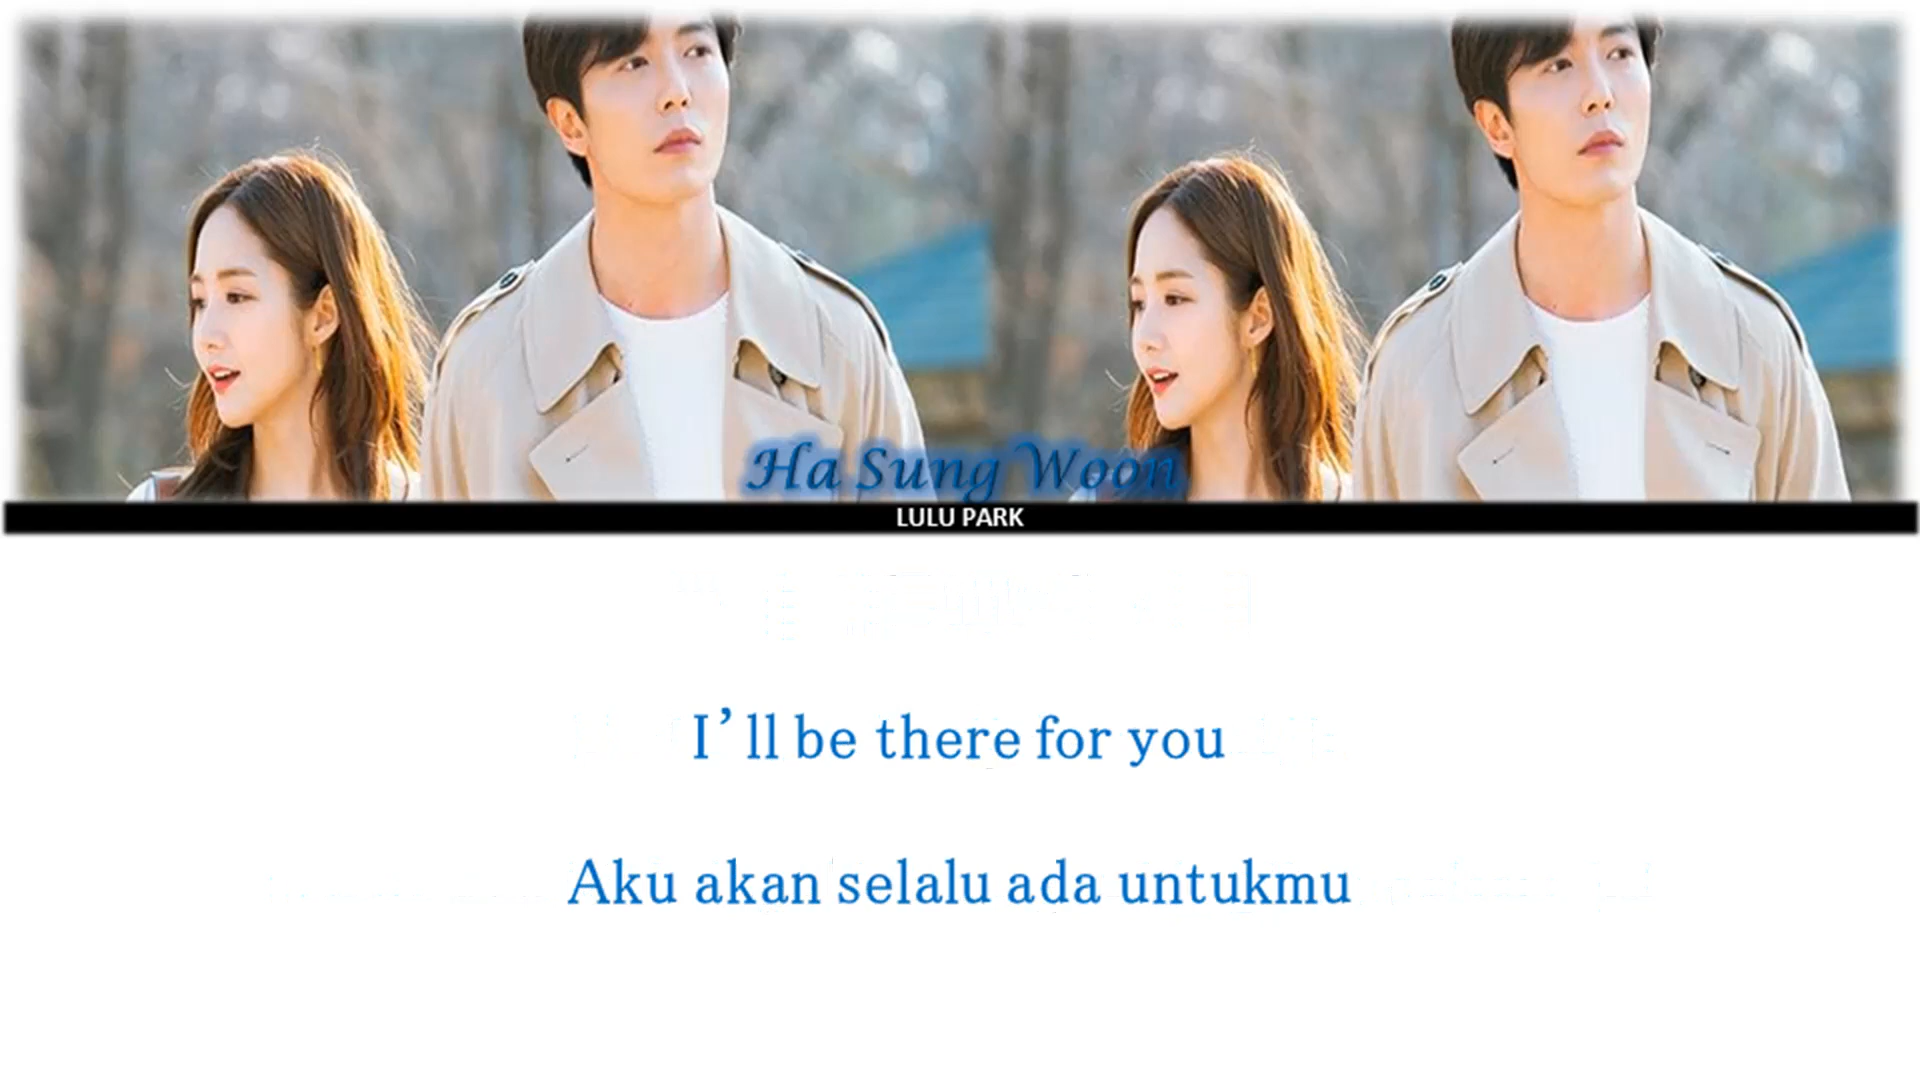 Ha Sung Woon
LULU PARK
I’ll be there for you
Aku akan selalu ada untukmu